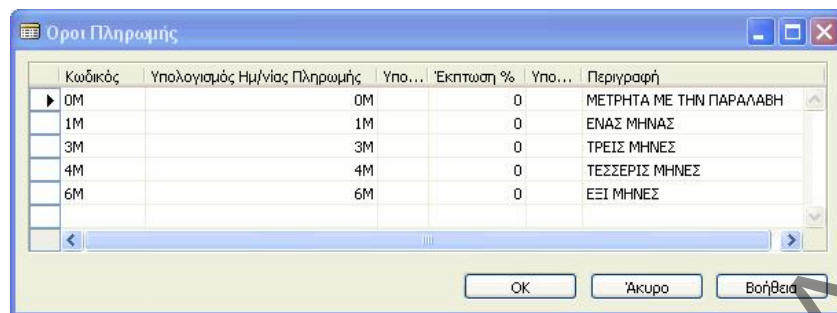 Όροι Πληρωμής
Κωδικός Υπολογισμός Ημ/νίας Πληρωμής Υπο... Έκπτωση % Υπο... Περιγραφή
0M 0M 0 ΜΕΤΡΗΤΑ ΜΕ ΤΗΝ ΠΑΡΑΛΑΒΗ
1M 1M 0 ΕΝΑΣ ΜΗΝΑΣ
3M 3M 0 ΤΡΕΙΣ ΜΗΝΕΣ
4M 4M 0 ΤΕΣΣΕΡΙΣ ΜΗΝΕΣ
6M 6M 0 ΕΞΙ ΜΗΝΕΣ
OK Άκυρο Βοήθεια